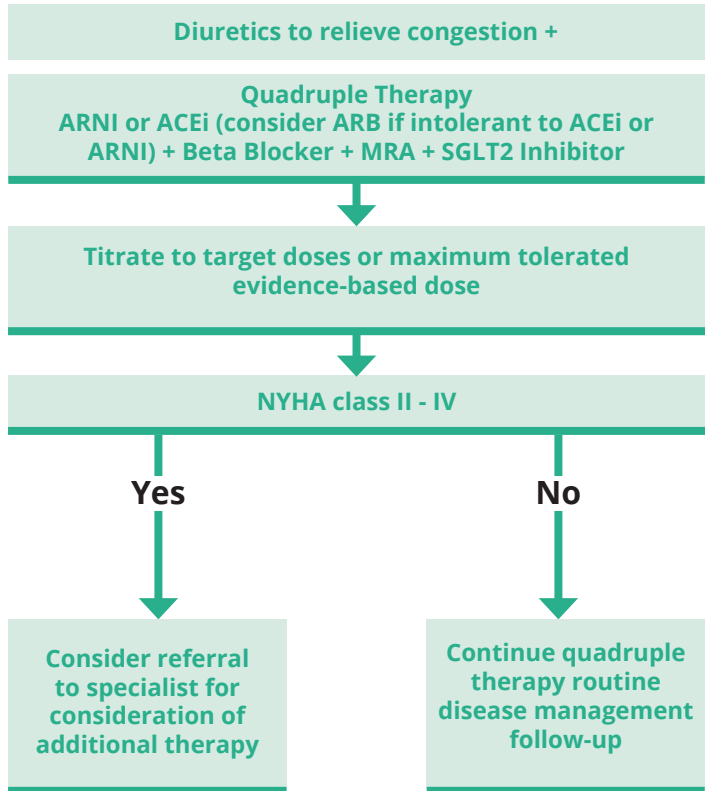 Diuretics to relieve congestion +
Quadruple Therapy
ARNI or ACEi (consider ARB if intolerant to ACEi or
ARNI) + Beta Blocker + MRA + SGLT2 Inhibitor
Titrate to target doses or maximum tolerated
evidence-based dose
NYHA class II - IV
Yes
No
Consider referral
to specialist for
consideration of
additional therapy
Continue quadruple
therapy routine
disease management
follow-up